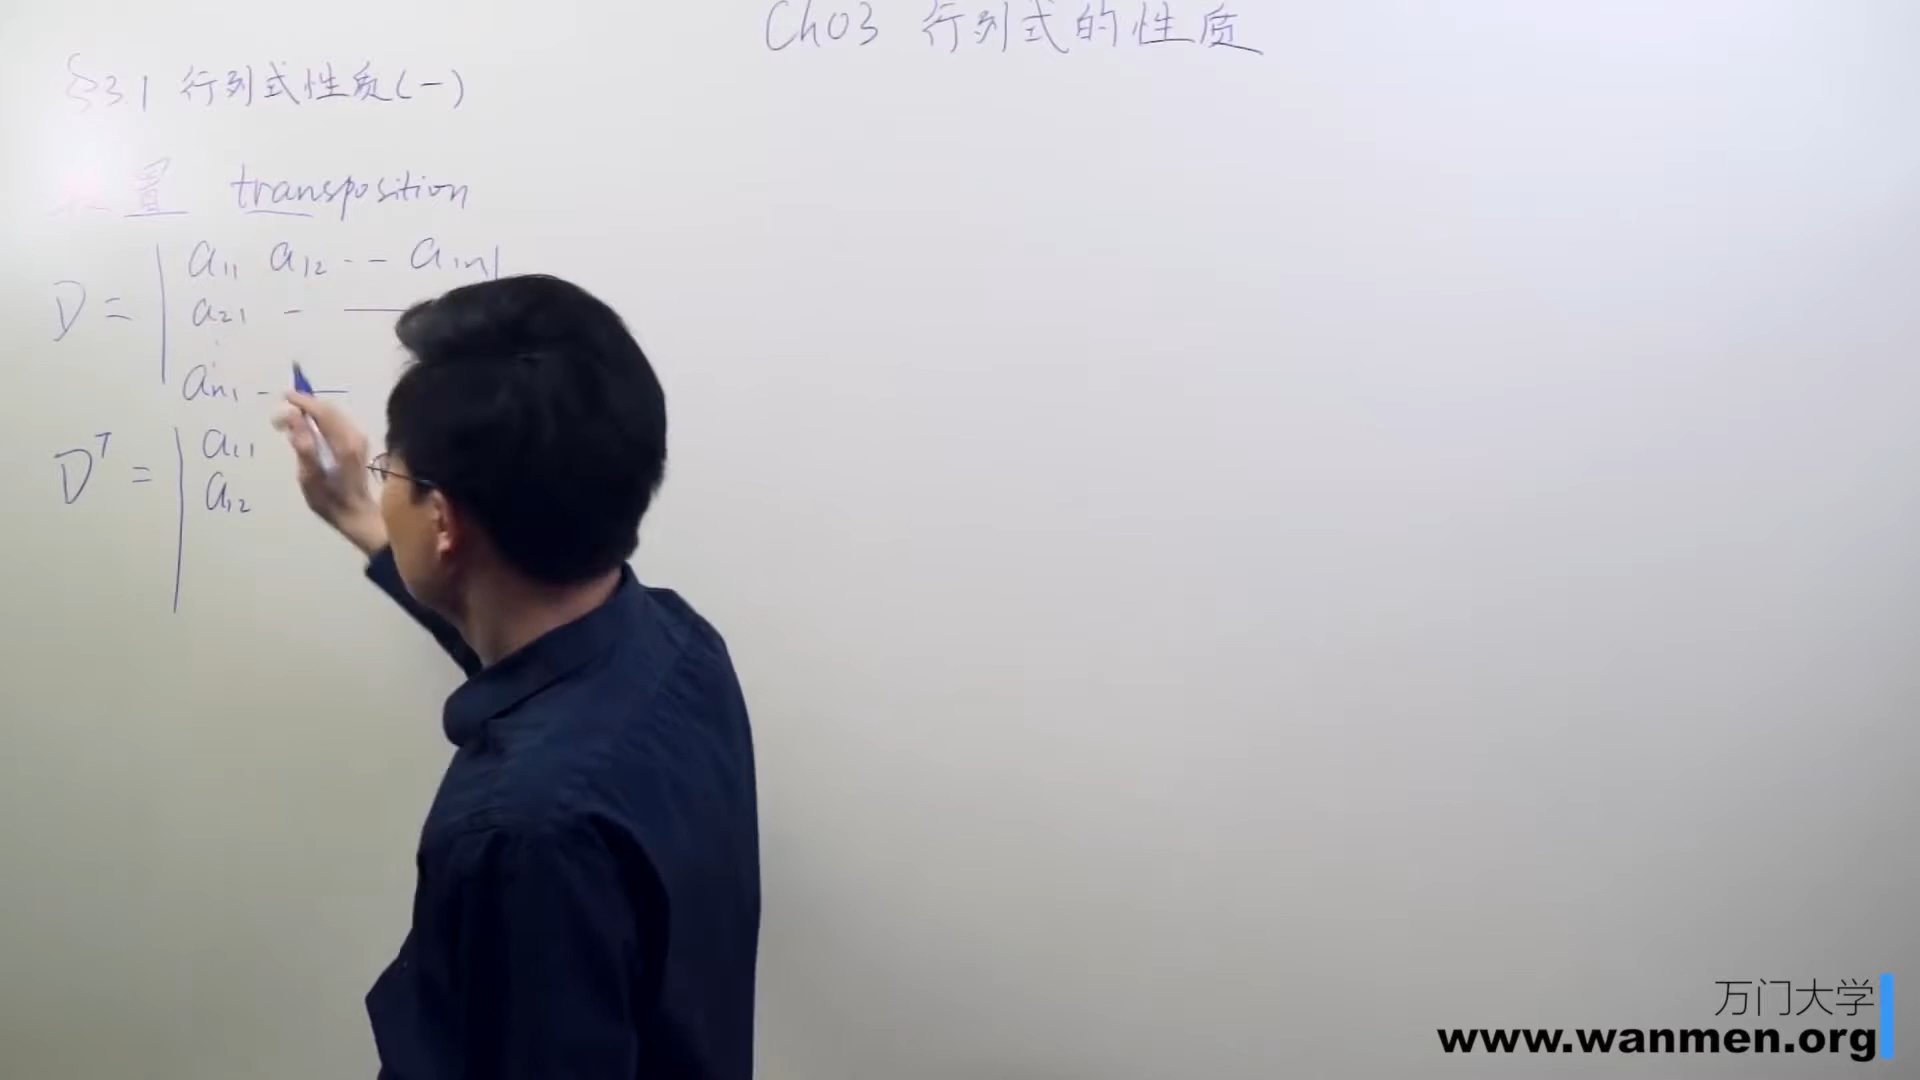 Ch03 行列式的性质
§3.1 行列式性质(一)
置 transposition
D = | a11 a12 -- a1n |
a21 - —
⋮
an1 - —
D^T = | a11
a12
万门大学
www.wanmen.org